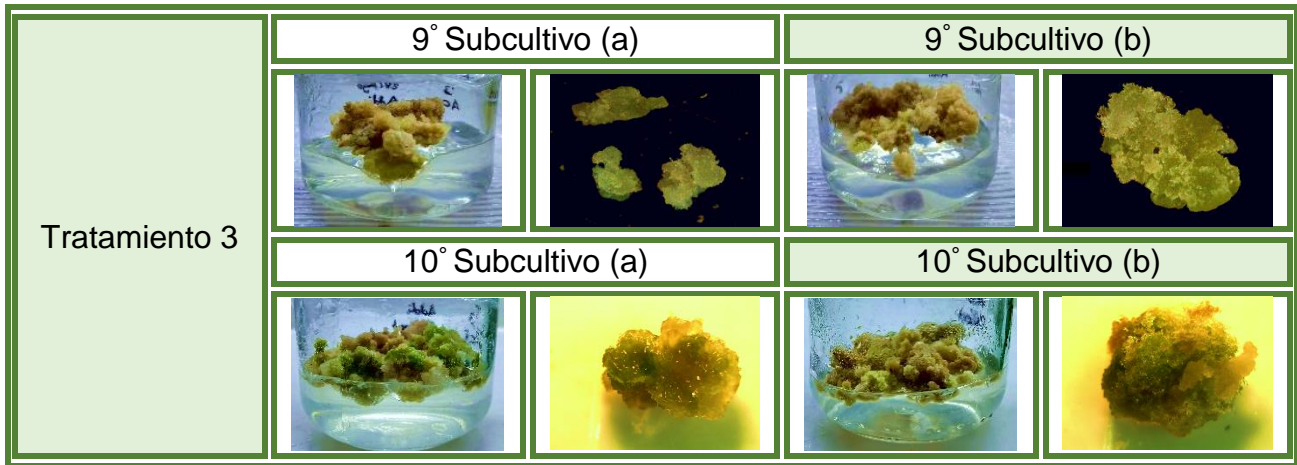 9° Subcultivo (a)
9° Subcultivo (b)
Tratamiento 3
10° Subcultivo (a)
10° Subcultivo (b)